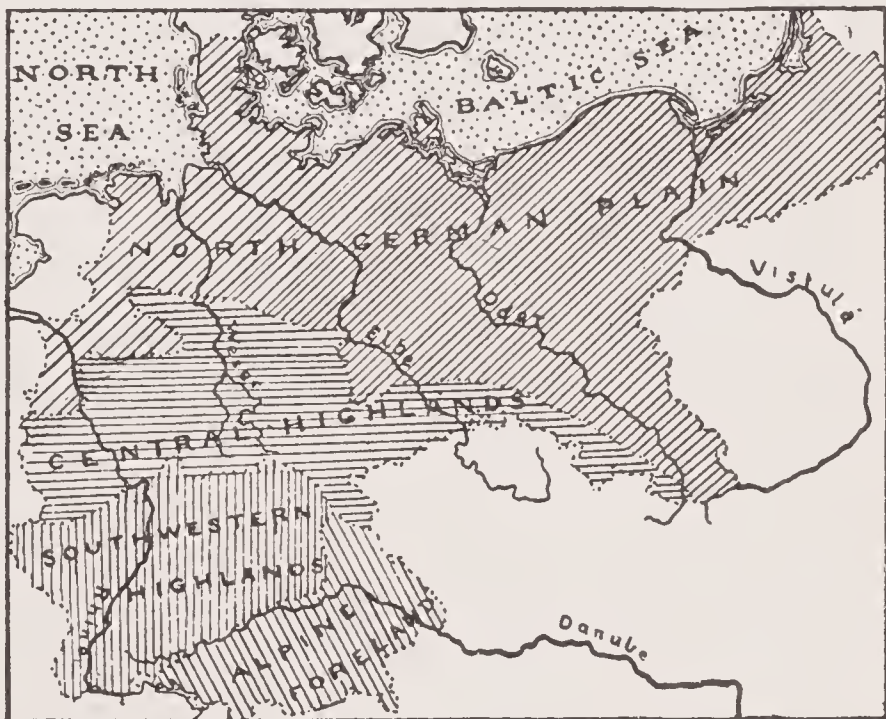 NORTH
SEA
BALTIC SEA
NORTH GERMAN PLAIN
Vistula
Oder
Elbe
Weser
CENTRAL HIGHLANDS
SOUTHWESTERN
HIGHLANDS
Rhine
ALPINE
FORELAND
Danube